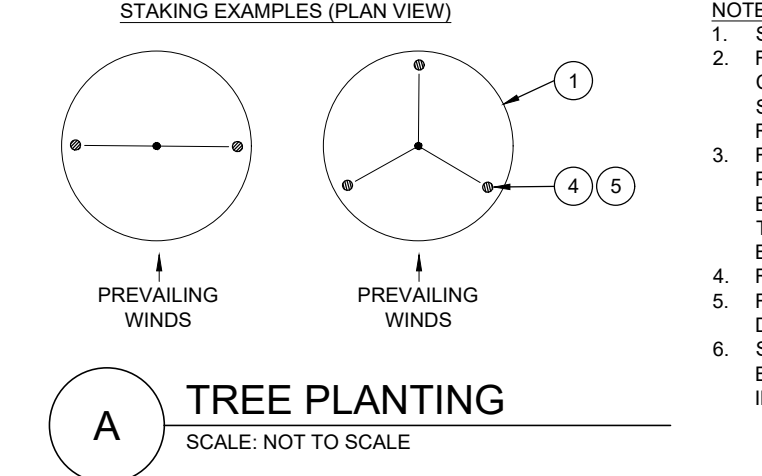 STAKING EXAMPLES (PLAN VIEW)
1
4 5
PREVAILING
WINDS
PREVAILING
WINDS
A
TREE PLANTING
SCALE: NOT TO SCALE
1.
2.
3.
4.
5.
6.